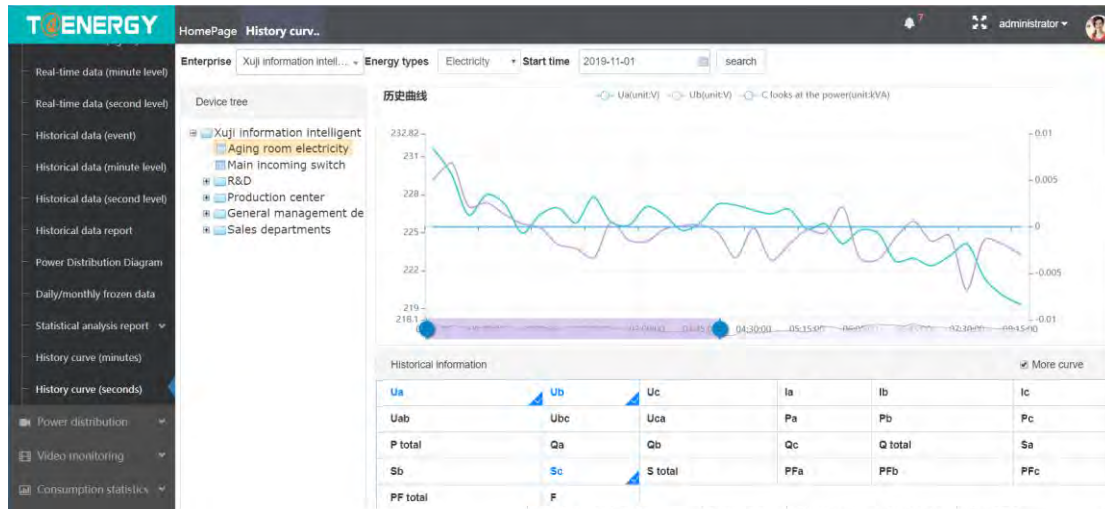 T@ENERGY
HomePage History curv..
7
administrator
Real-time data (minute level)
Real-time data (second level)
Historical data (event)
Historical data (minute level)
Historical data (second level)
Historical data report
Power Distribution Diagram
Daily/monthly frozen data
Statistical analysis report
History curve (minutes)
History curve (seconds)
Power distribution
Video monitoring
Consumption statistics
Enterprise Xuji information intell... Energy types Electricity Start time 2019-11-01 search
Device tree
Xuji information intelligent
Aging room electricity
Main incoming switch
R&D
Production center
General management de
Sales departments
历史曲线
Ua(unit:V) Ub(unit:V) C looks at the power(unit:kVA)
232.82
231
228
225
222
219
218.1
0.01
0.005
0
-0.005
-0.01
04:30:00 05:15:00
Historical information More curve
Ua Ub Uc Ia Ib Ic
Uab Ubc Uca Pa Pb Pc
P total Qa Qb Qc Q total Sa
Sb Sc S total PFa PFb PFc
PF total F